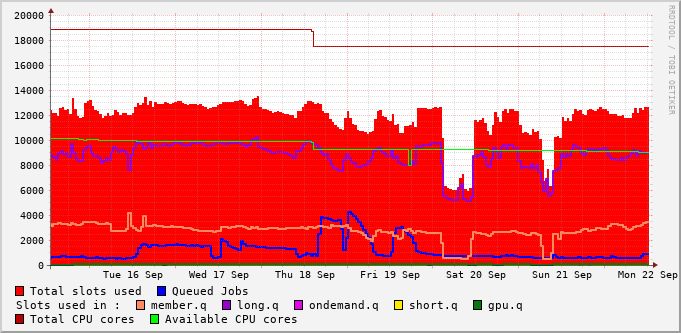 20000
18000
16000
14000
12000
10000
8000
6000
4000
2000
0
Tue 16 Sep Wed 17 Sep Thu 18 Sep Fri 19 Sep Sat 20 Sep Sun 21 Sep Mon 22 Sep
Total slots used Queued Jobs
Slots used in : member.q long.q ondemand.q short.q gpu.q
Total CPU cores Available CPU cores
RRDTOOL / TOBI OETIKER